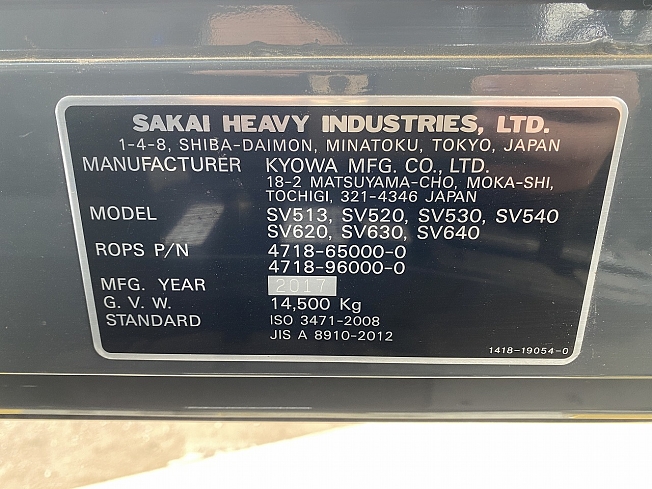 SAKAI HEAVY INDUSTRIES, LTD.
1-4-8, SHIBA-DAIMON, MINATOKU, TOKYO, JAPAN
MANUFACTURER KYOWA MFG. CO., LTD.
18-2 MATSUYAMA-CHO, MOKA-SHI,
TOCHIGI, 321-4346 JAPAN
MODEL SV513, SV520, SV530, SV540
SV620, SV630, SV640
ROPS P/N 4718-65000-0
4718-96000-0
MFG. YEAR 2017
G. V. W. 14,500 Kg
STANDARD ISO 3471-2008
JIS A 8910-2012
1418-19054-0